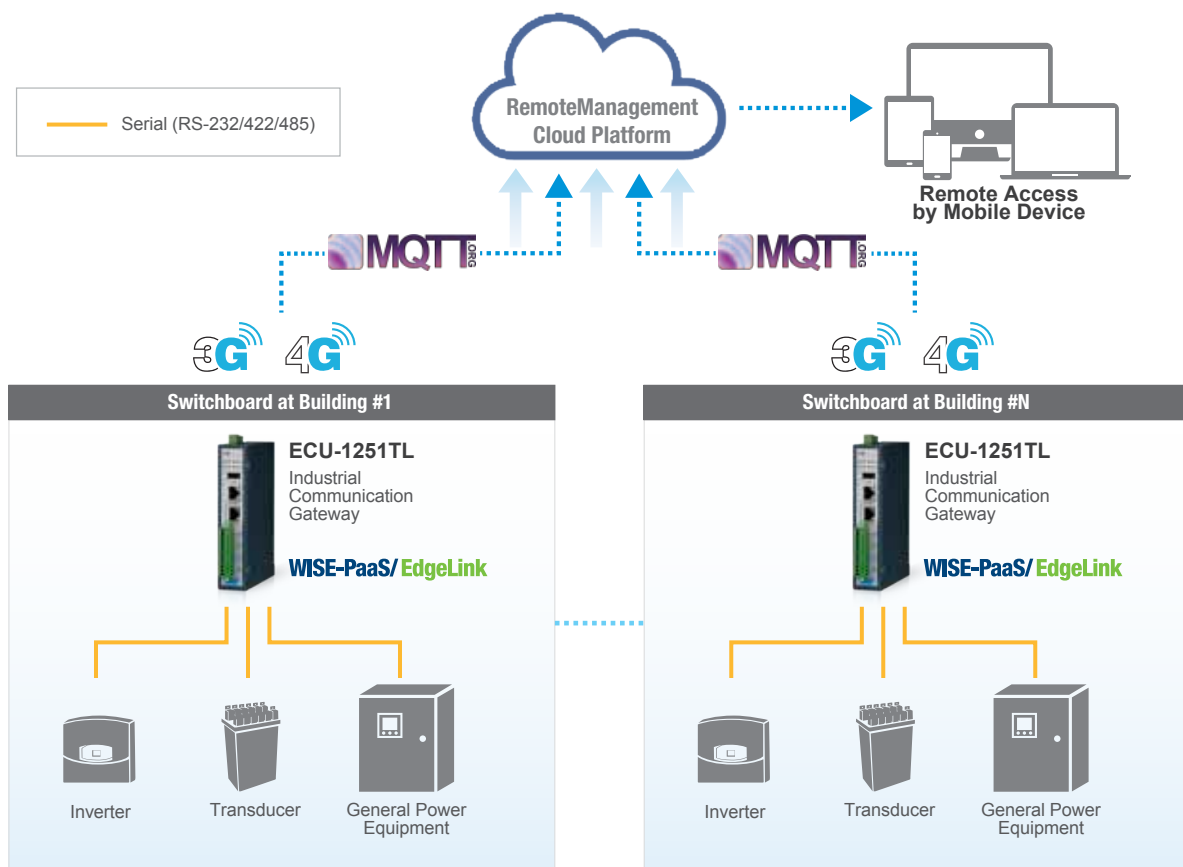 RemoteManagement
Cloud Platform
Serial (RS-232/422/485)
Remote Access
by Mobile Device
MQTT.ORG
MQTT.ORG
3G 4G
3G 4G
Switchboard at Building #1
ECU-1251TL
Industrial
Communication
Gateway
WISE-PaaS/EdgeLink
Inverter
Transducer
General Power
Equipment
Switchboard at Building #N
ECU-1251TL
Industrial
Communication
Gateway
WISE-PaaS/EdgeLink
Inverter
Transducer
General Power
Equipment